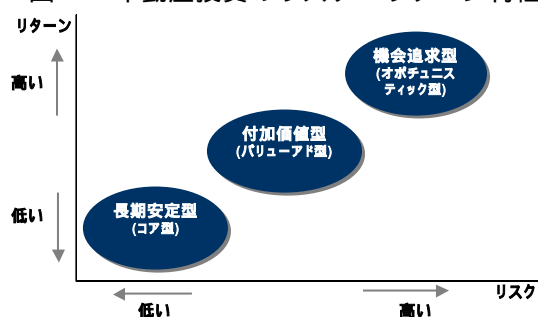 リターン
高い
機会追求型
(オポチュニス
ティック型)
付加価値型
(バリューアド型)
低い
長期安定型
(コア型)
リスク
低い
高い